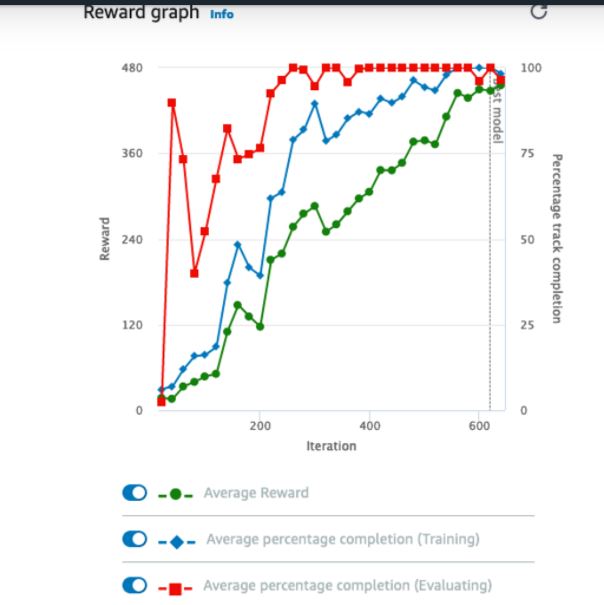 Reward graph Info
480
360
240
120
0
Reward
100
75
50
25
0
Percentage track completion
model
200 400 600
Iteration
Average Reward
Average percentage completion (Training)
Average percentage completion (Evaluating)